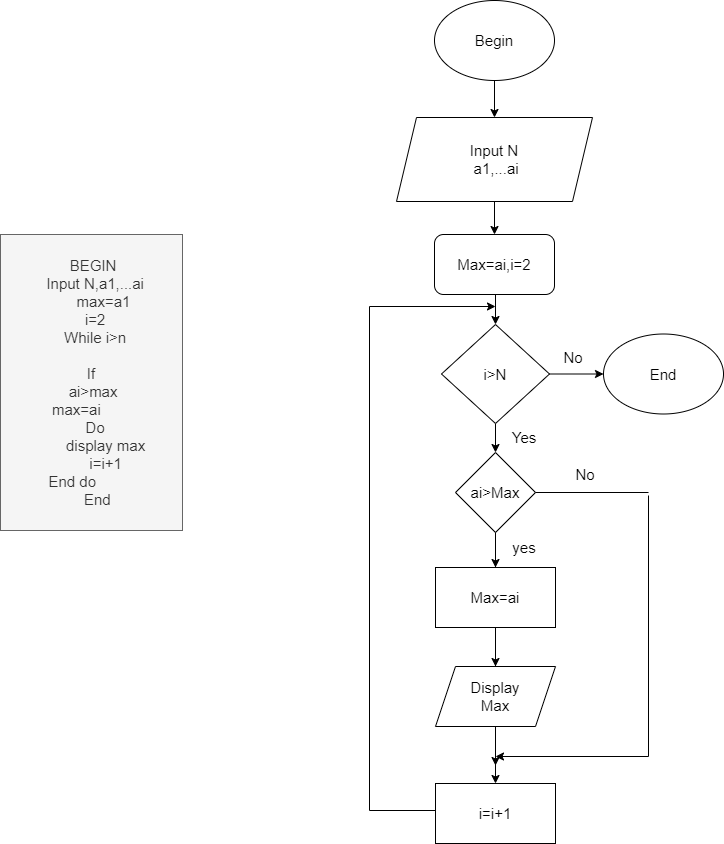 BEGIN
Input N,a1,...ai
max=a1
i=2
While i>n
If
ai>max
max=ai
Do
display max
i=i+1
End do
End
Begin
Input N
a1,...ai
Max=ai,i=2
i>N
No
End
Yes
ai>Max
No
yes
Max=ai
Display
Max
i=i+1